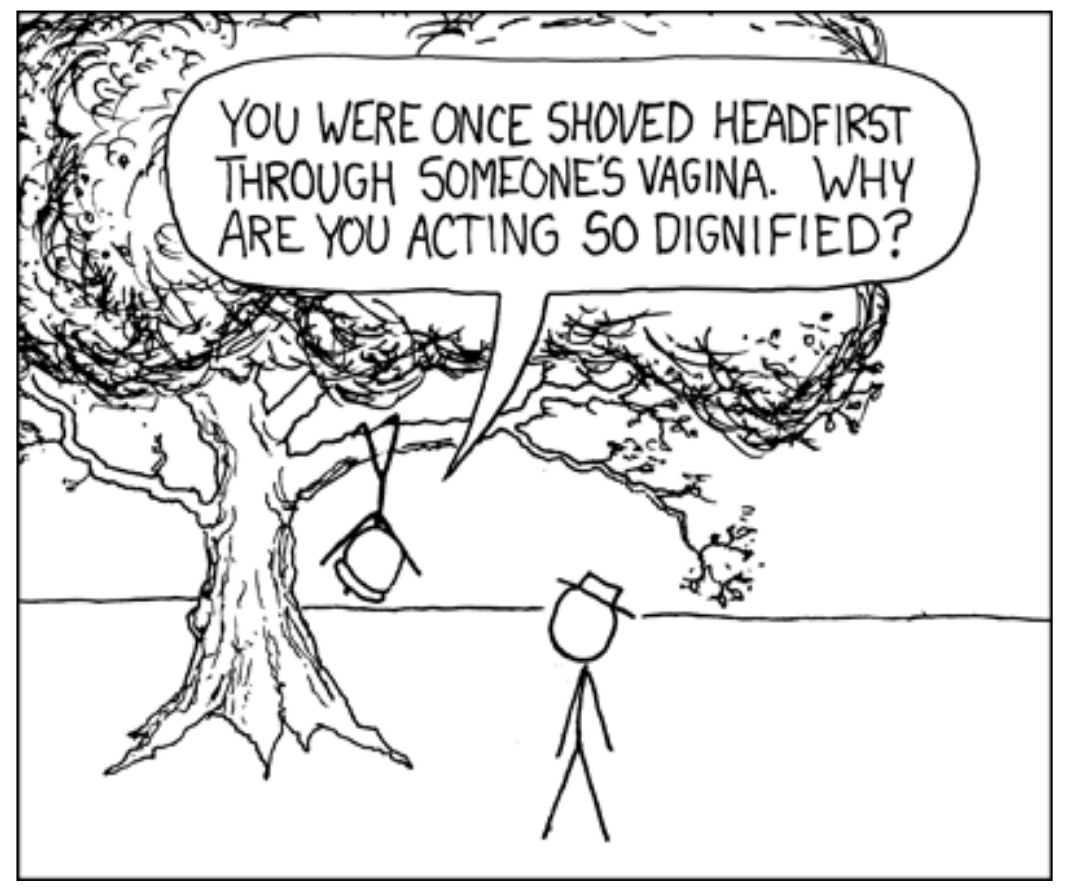 YOU WERE ONCE SHOVED HEADFIRST
THROUGH SOMEONE'S VAGINA. WHY
ARE YOU ACTING SO DIGNIFIED?